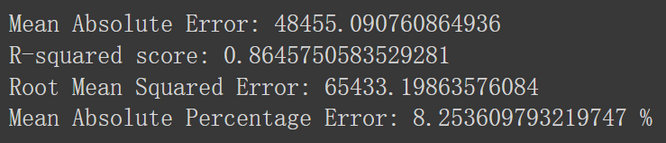 Mean Absolute Error: 48455.090760864936
R-squared score: 0.8645750583529281
Root Mean Squared Error: 65433.19863576084
Mean Absolute Percentage Error: 8.253609793219747 %